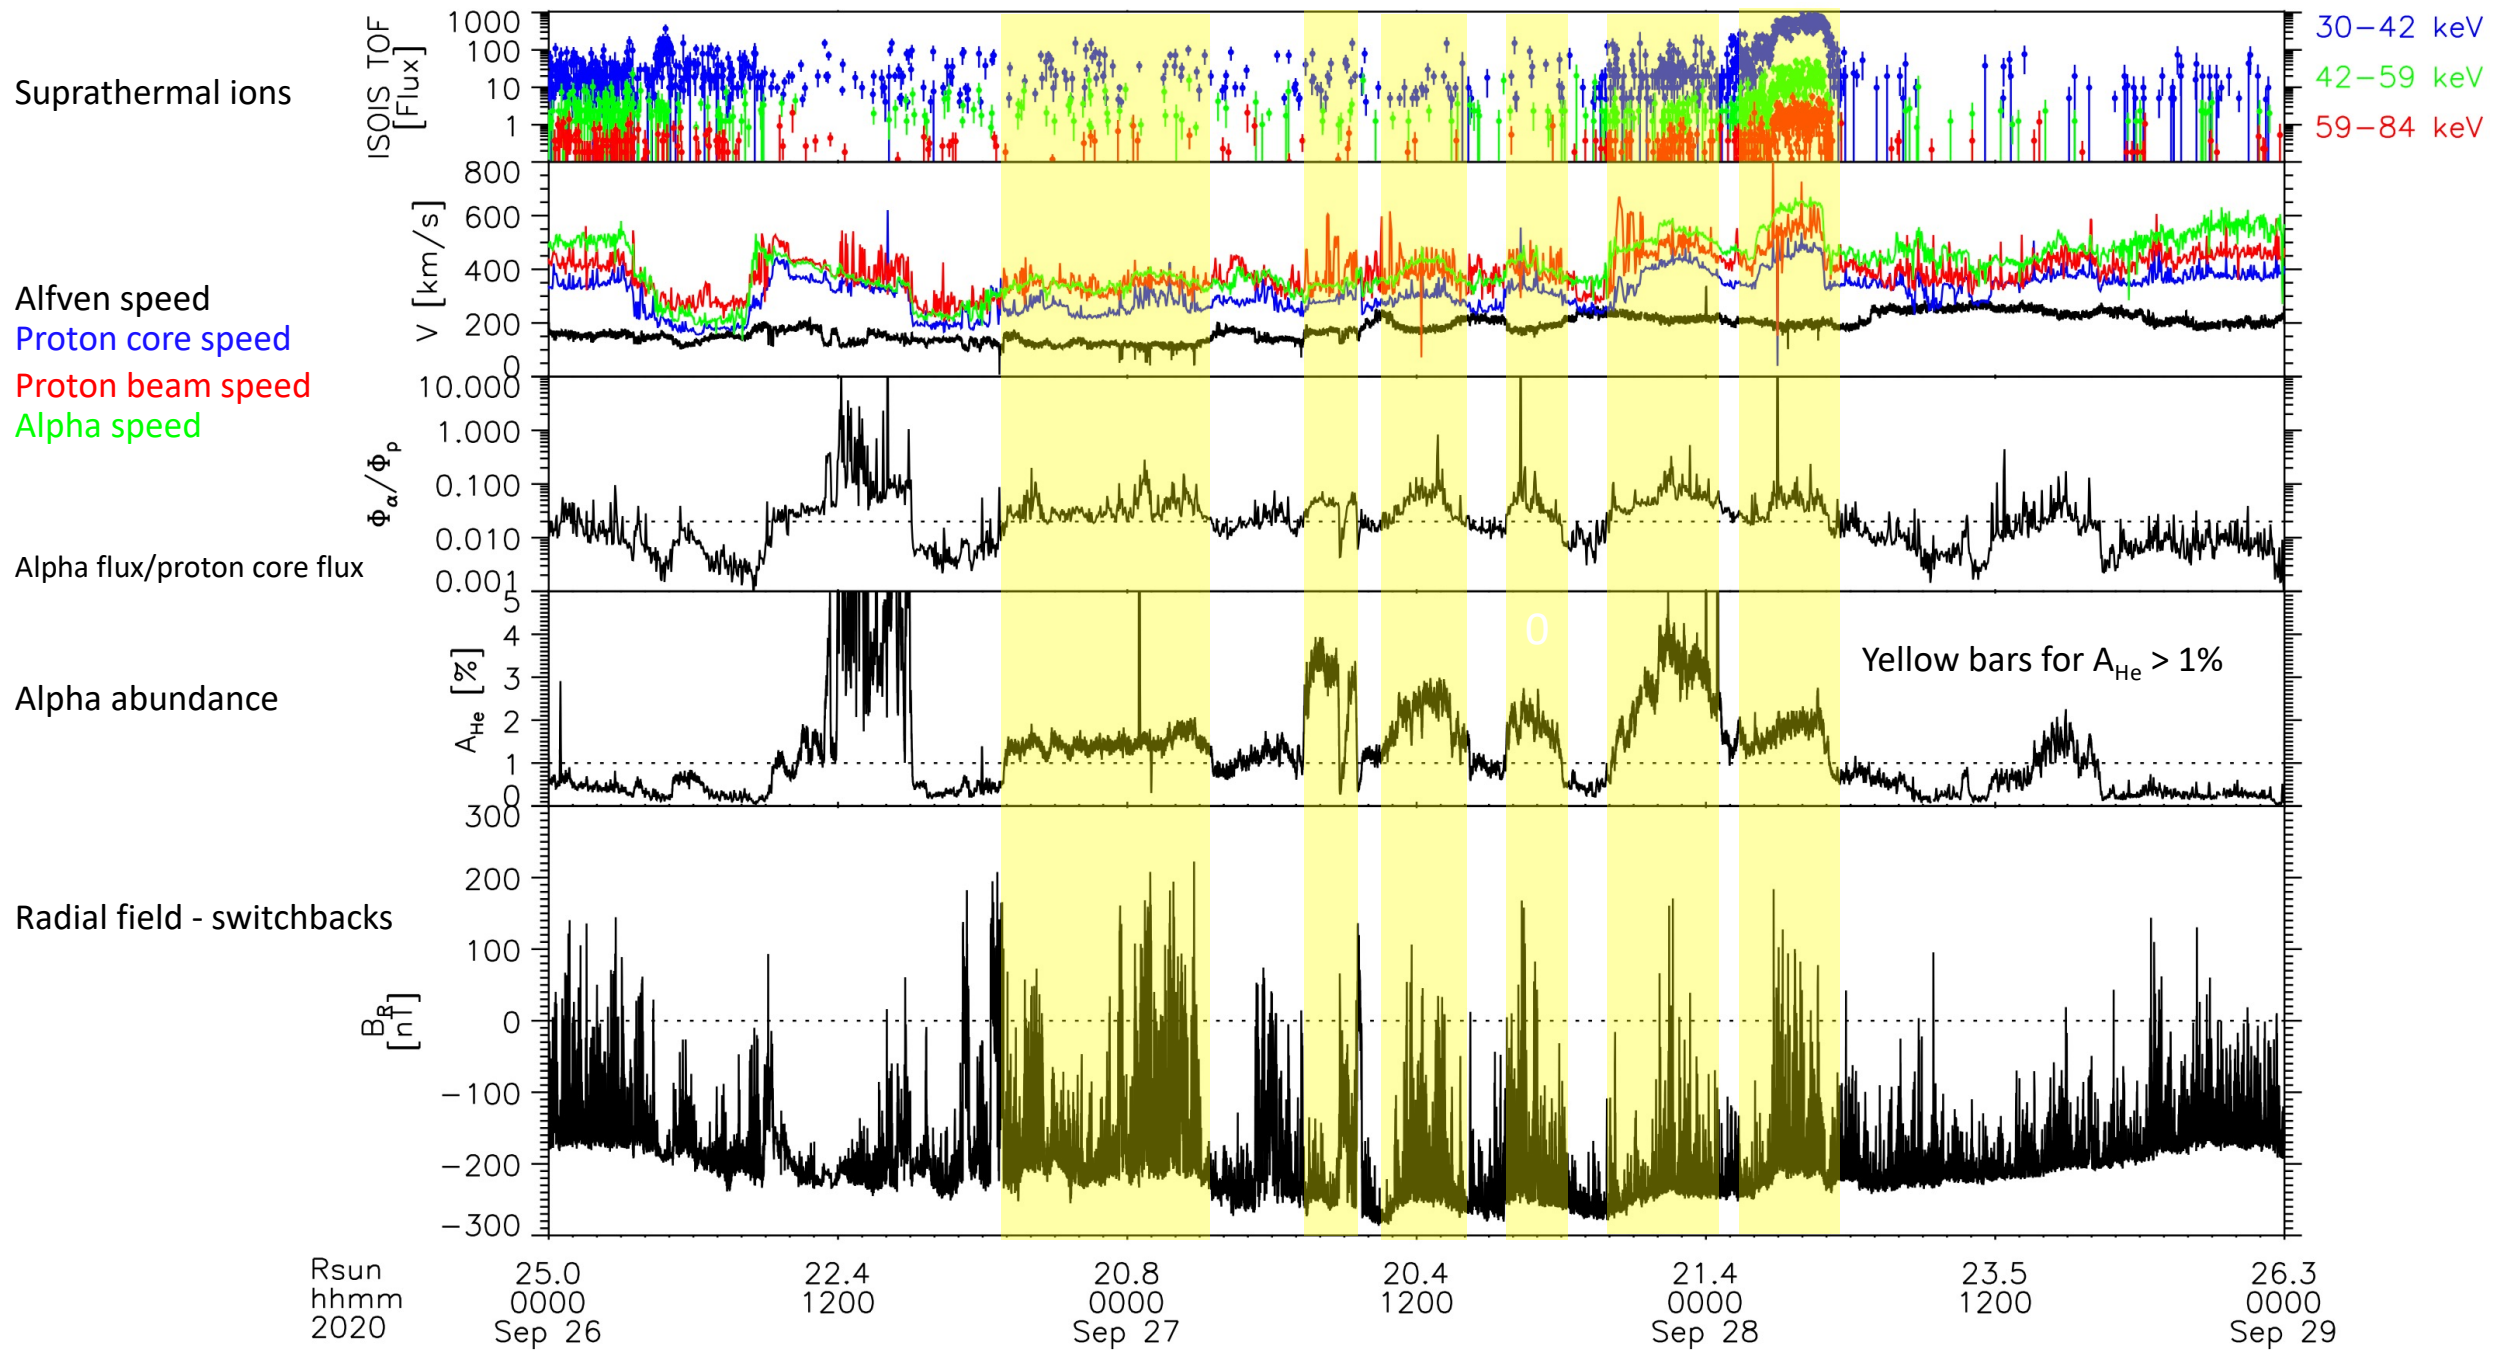 Suprathermal ions
ISOIS TOF
[Flux]
1000
100
10
1
30-42 keV
42-59 keV
59-84 keV
Alfven speed
Proton core speed
Proton beam speed
Alpha speed
V [km/s]
800
600
400
200
0
Alpha flux/proton core flux
Φα/Φp
10.000
1.000
0.100
0.010
0.001
Alpha abundance
AHe [%]
5
4
3
2
1
0
0
Yellow bars for AHe > 1%
Radial field - switchbacks
BR
[nT]
300
200
100
0
-100
-200
-300
Rsun 25.0 22.4 20.8 20.4 21.4 23.5 26.3
hhmm 0000 1200 0000 1200 0000 1200 0000
2020 Sep 26 Sep 27 Sep 28 Sep 29